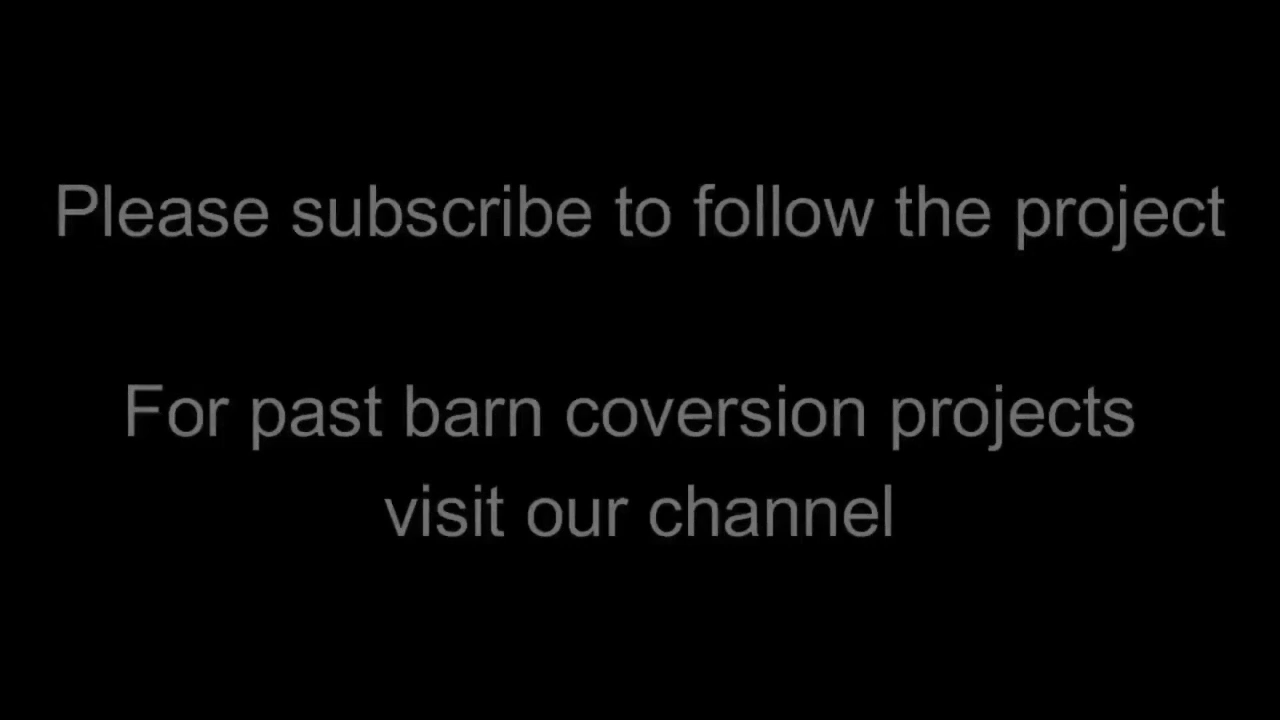 Please subscribe to follow the project
For past barn coversion projects
visit our channel